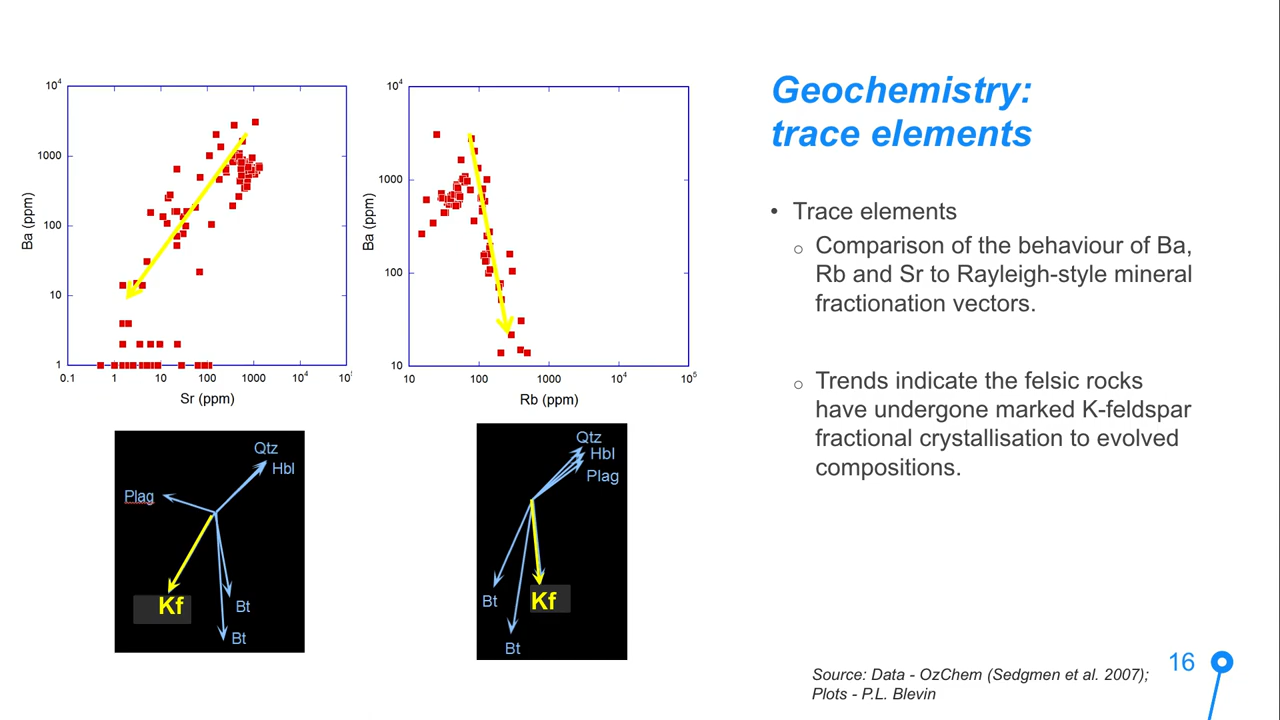 Geochemistry:
trace elements
• Trace elements
o Comparison of the behaviour of Ba,
Rb and Sr to Rayleigh-style mineral
fractionation vectors.
o Trends indicate the felsic rocks
have undergone marked K-feldspar
fractional crystallisation to evolved
compositions.
10⁴
1000
100
10
1
Ba (ppm)
0.1 1 10 100 1000 10⁴
Sr (ppm)
10⁴
1000
100
10
Ba (ppm)
10 100 1000 10⁴ 10⁵
Rb (ppm)
Qtz
Hbl
Plag
Kf
Bt
Bt
Qtz
Hbl
Plag
Bt
Kf
Bt
Source: Data - OzChem (Sedgmen et al. 2007);
Plots - P.L. Blevin
16